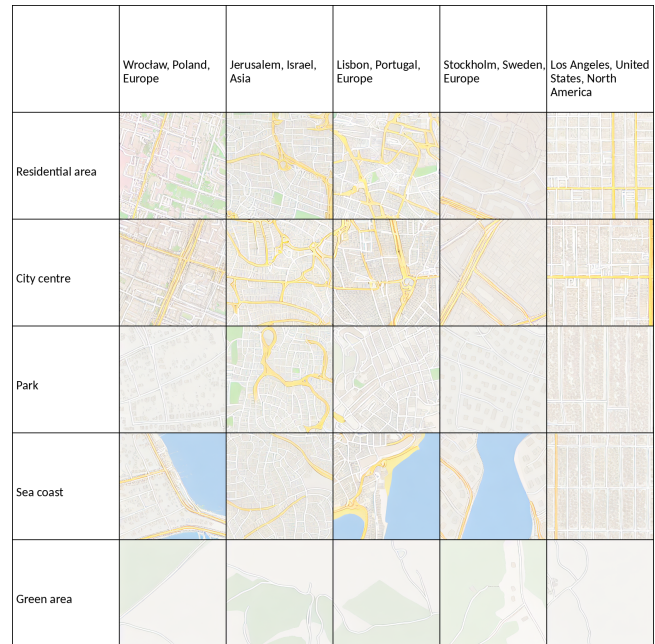 Wrocław, Poland,
Europe
Jerusalem, Israel,
Asia
Lisbon, Portugal,
Europe
Stockholm, Sweden,
Europe
Los Angeles, United
States, North
America
Residential area
City centre
Park
Sea coast
Green area